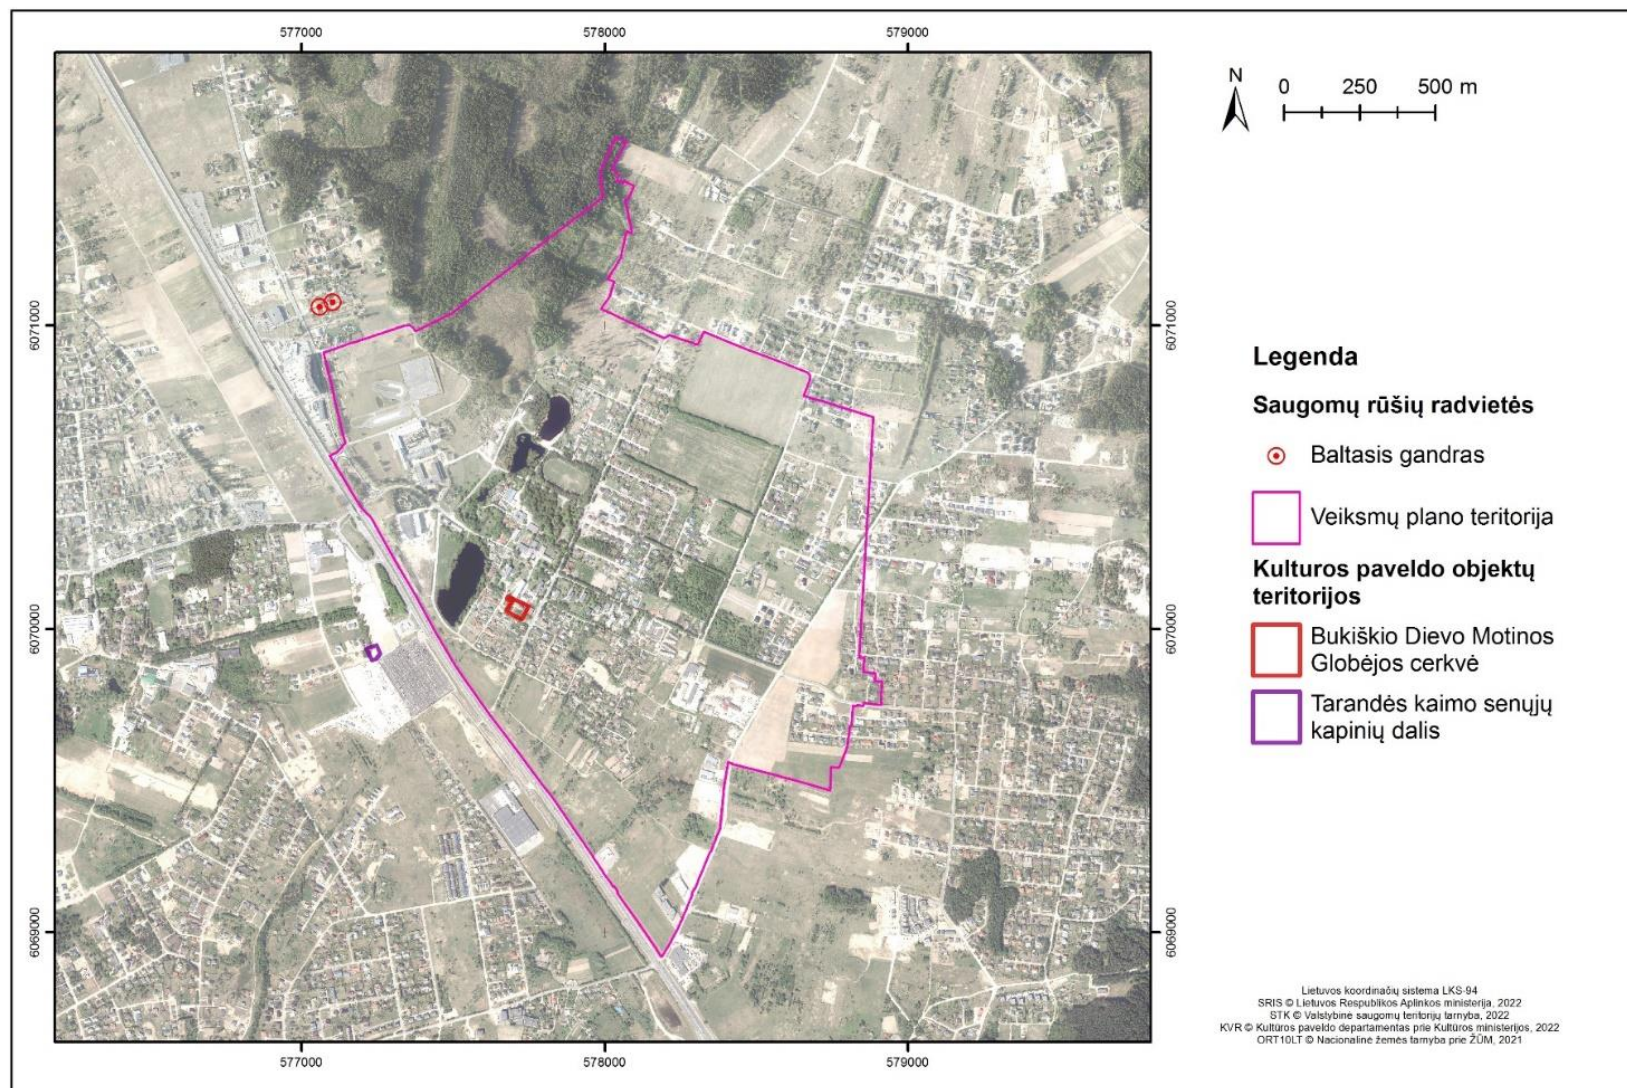 577000 578000 579000
N
0 250 500 m
6071000 6071000
6070000 6070000
6069000 6069000
Legenda
Saugomų rūšių radvietės
Baltasis gandras
Veiksmų plano teritorija
Kulturos paveldo objektų
teritorijos
Bukiškio Dievo Motinos
Globėjos cerkvė
Tarandės kaimo senųjų
kapinių dalis
Lietuvos koordinačių sistema LKS-94
SRIS © Lietuvos Respublikos Aplinkos ministerija, 2022
STK © Valstybinė saugomų teritorijų tarnyba, 2022
KVR © Kultūros paveldo departamentas prie Kultūros ministerijos, 2022
ORT10LT © Nacionalinė žemės tarnyba prie ŽŪM, 2021
577000 578000 579000